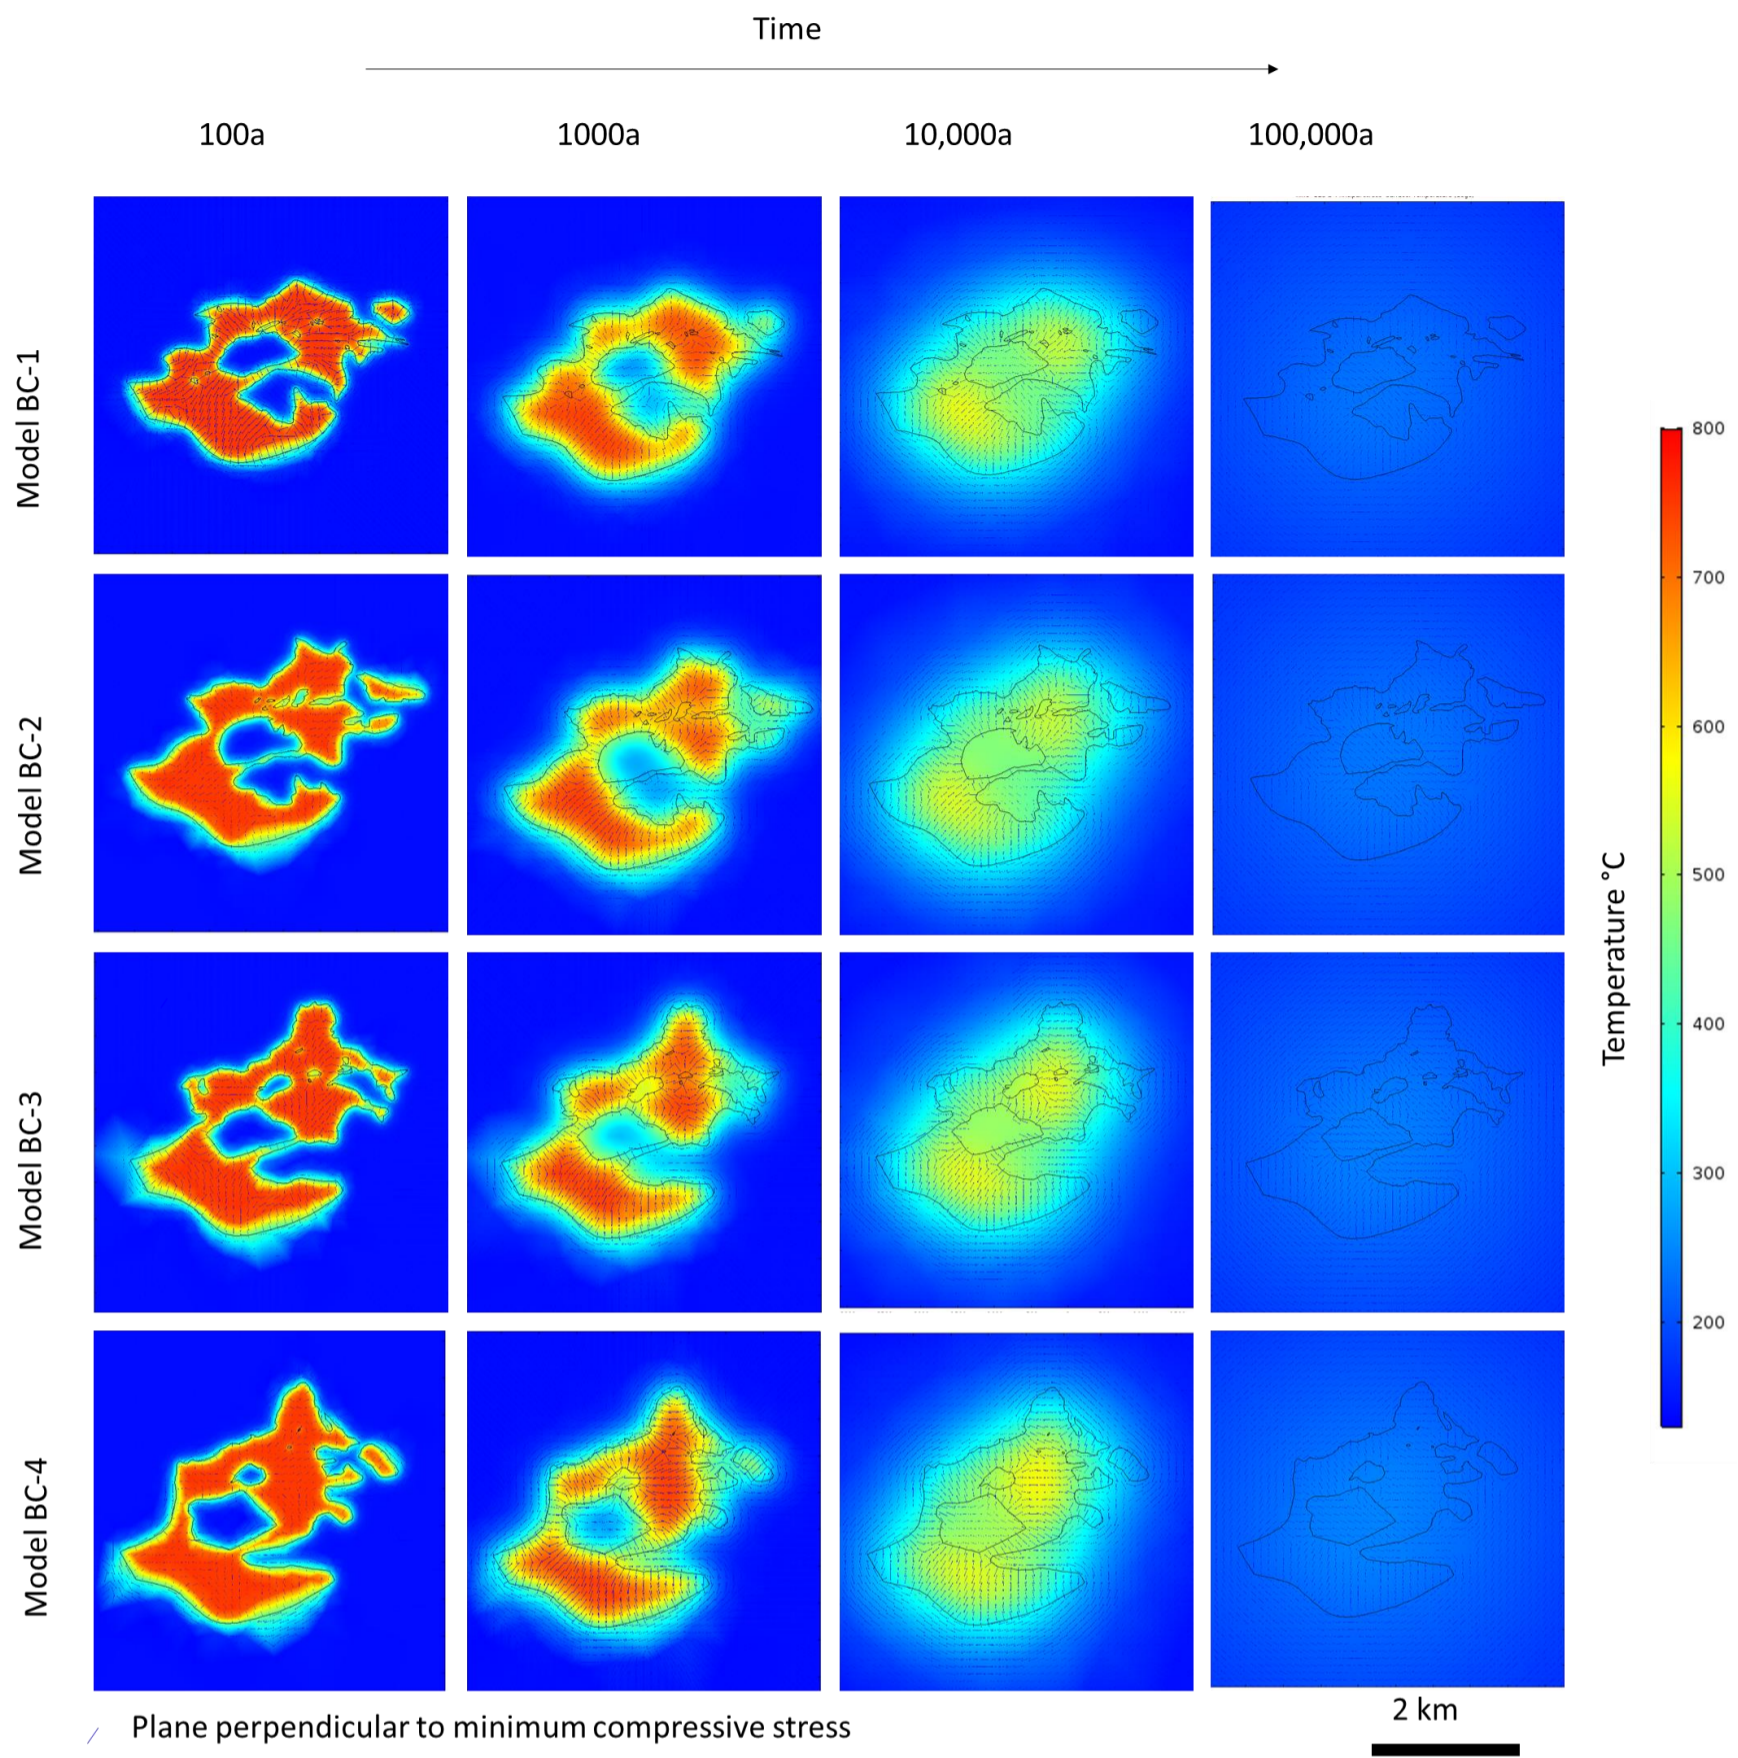 Time
100a
1000a
10,000a
100,000a
Model BC-1
Model BC-2
Model BC-3
Model BC-4
800
700
600
500
400
300
200
Temperature °C
2 km
Plane perpendicular to minimum compressive stress